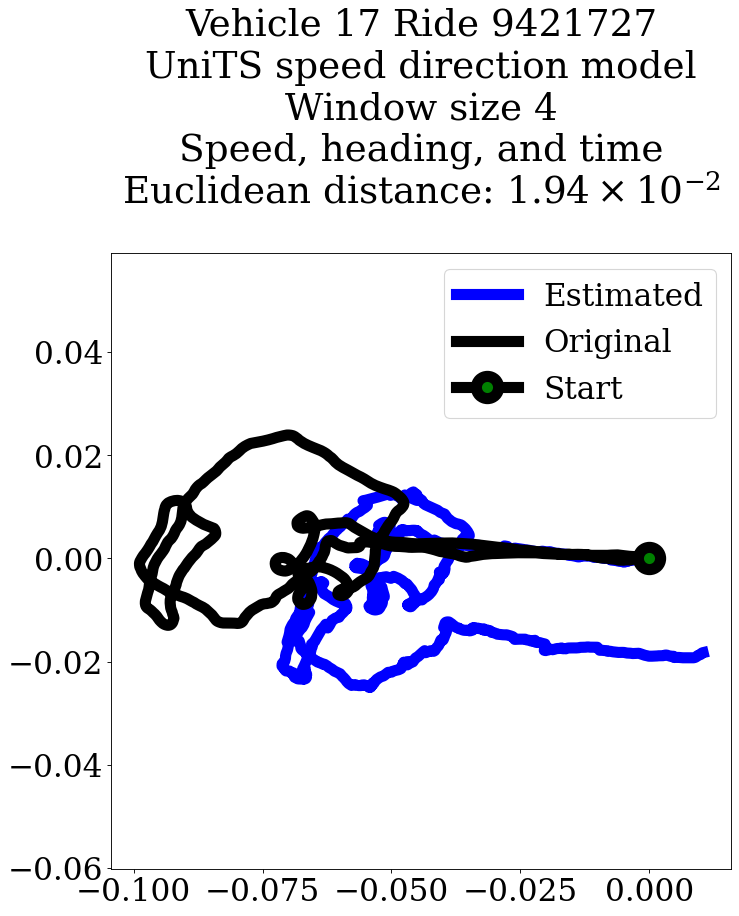 Vehicle 17 Ride 9421727
UniTS speed direction model
Window size 4
Speed, heading, and time
Euclidean distance: 1.94 × 10⁻²
Estimated
Original
Start
0.04
0.02
0.00
−0.02
−0.04
−0.06
−0.100 −0.075 −0.050 −0.025 0.000